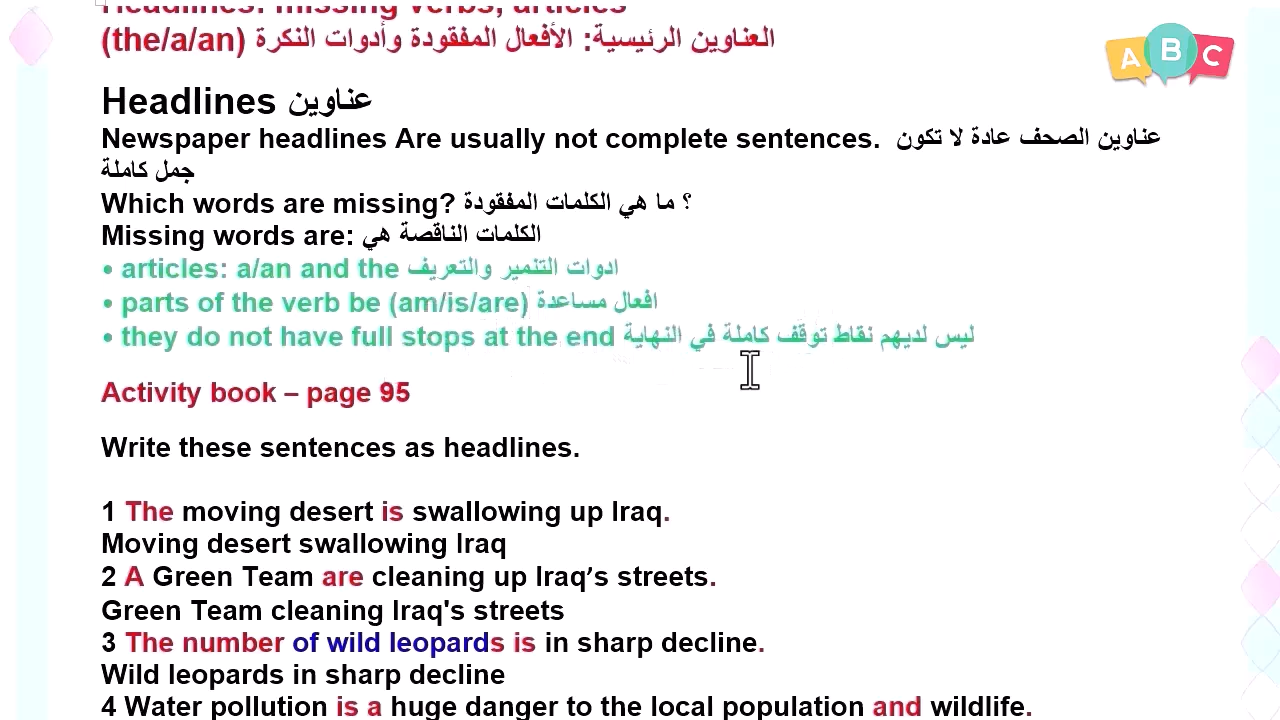 Headlines: missing verbs, articles
(the/a/an) العناوين الرئيسية: الأفعال المفقودة وأدوات النكرة
A B C
Headlines عناوين
Newspaper headlines Are usually not complete sentences. عناوين الصحف عادة لا تكون
جمل كاملة
Which words are missing? ما هي الكلمات المفقودة ؟
Missing words are: الكلمات الناقصة هي
• articles: a/an and the ادوات التنمير والتعريف
• parts of the verb be (am/is/are) افعال مساعدة
• they do not have full stops at the end ليس لديهم نقاط توقف كاملة في النهاية
Activity book – page 95
Write these sentences as headlines.
1 The moving desert is swallowing up Iraq.
Moving desert swallowing Iraq
2 A Green Team are cleaning up Iraq’s streets.
Green Team cleaning Iraq's streets
3 The number of wild leopards is in sharp decline.
Wild leopards in sharp decline
4 Water pollution is a huge danger to the local population and wildlife.